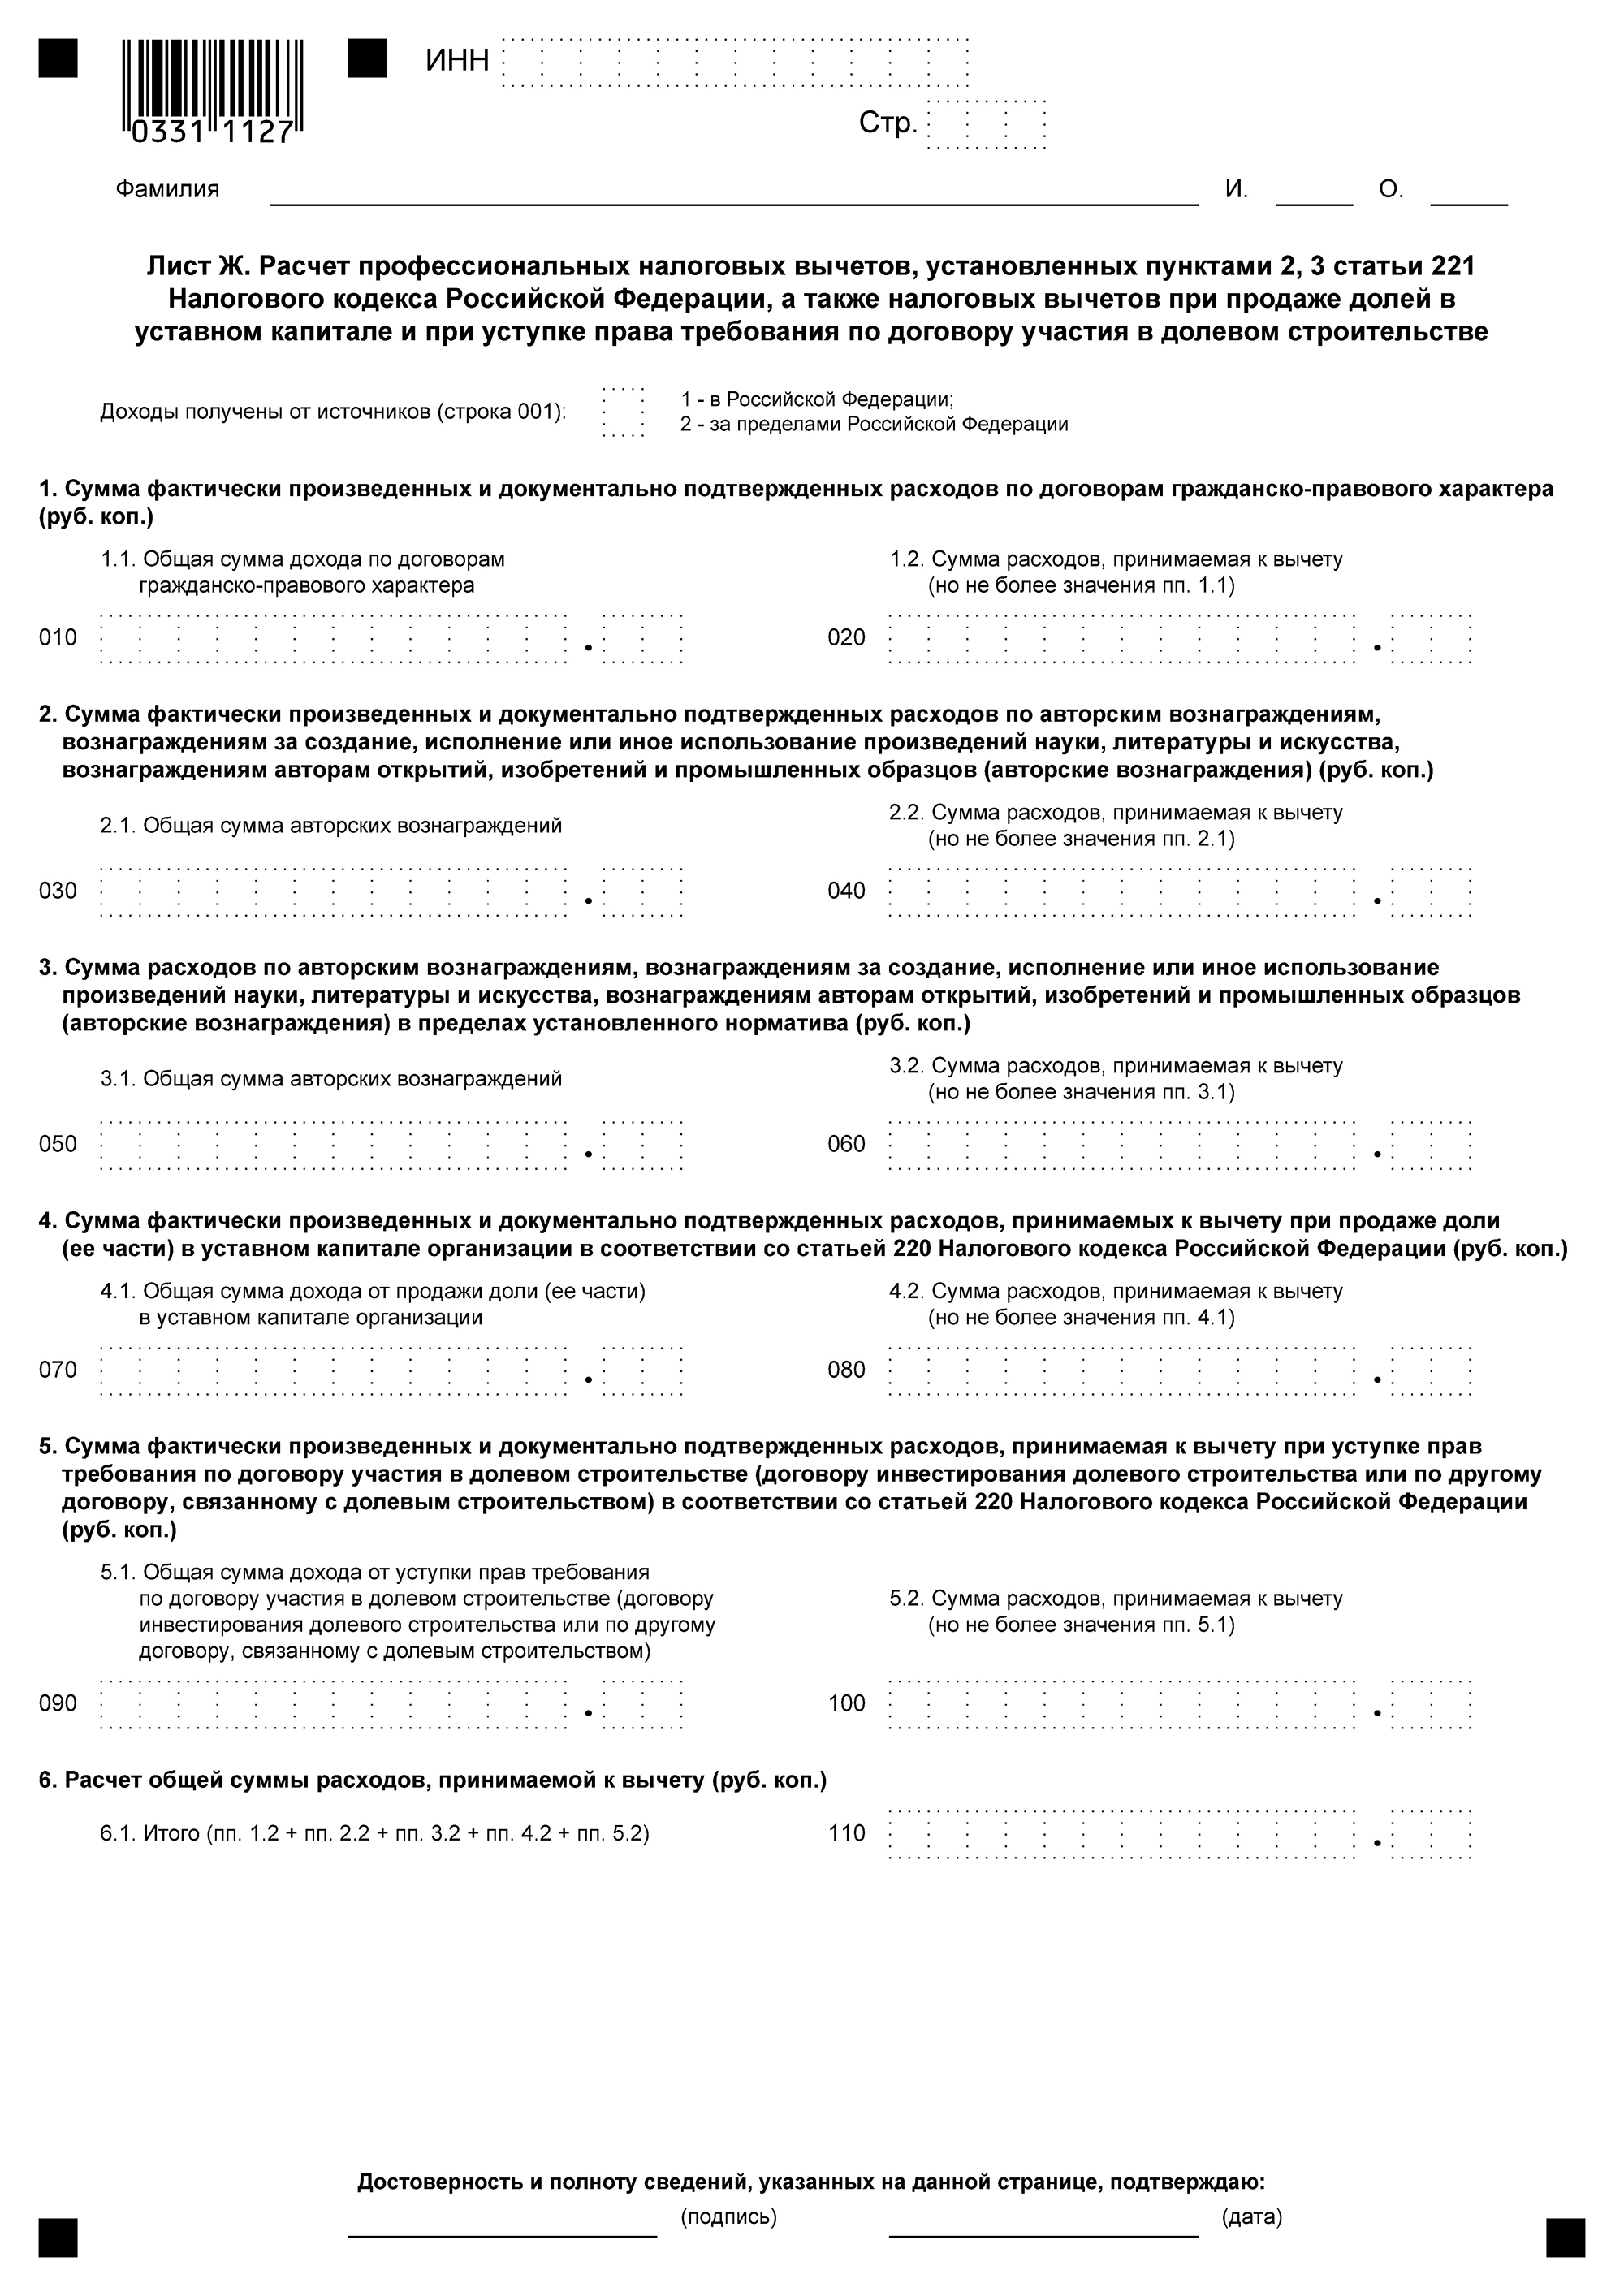 ИНН
0331 1127
Стр.
Фамилия И. О.
Лист Ж. Расчет профессиональных налоговых вычетов, установленных пунктами 2, 3 статьи 221
Налогового кодекса Российской Федерации, а также налоговых вычетов при продаже долей в
уставном капитале и при уступке права требования по договору участия в долевом строительстве
Доходы получены от источников (строка 001):
1 - в Российской Федерации;
2 - за пределами Российской Федерации
1. Сумма фактически произведенных и документально подтвержденных расходов по договорам гражданско-правового характера
(руб. коп.)
1.1. Общая сумма дохода по договорам
гражданско-правового характера
1.2. Сумма расходов, принимаемая к вычету
(но не более значения пп. 1.1)
010 . 020 .
2. Сумма фактически произведенных и документально подтвержденных расходов по авторским вознаграждениям,
вознаграждениям за создание, исполнение или иное использование произведений науки, литературы и искусства,
вознаграждениям авторам открытий, изобретений и промышленных образцов (авторские вознаграждения) (руб. коп.)
2.1. Общая сумма авторских вознаграждений
2.2. Сумма расходов, принимаемая к вычету
(но не более значения пп. 2.1)
030 . 040 .
3. Сумма расходов по авторским вознаграждениям, вознаграждениям за создание, исполнение или иное использование
произведений науки, литературы и искусства, вознаграждениям авторам открытий, изобретений и промышленных образцов
(авторские вознаграждения) в пределах установленного норматива (руб. коп.)
3.1. Общая сумма авторских вознаграждений
3.2. Сумма расходов, принимаемая к вычету
(но не более значения пп. 3.1)
050 . 060 .
4. Сумма фактически произведенных и документально подтвержденных расходов, принимаемых к вычету при продаже доли
(ее части) в уставном капитале организации в соответствии со статьей 220 Налогового кодекса Российской Федерации (руб. коп.)
4.1. Общая сумма дохода от продажи доли (ее части)
в уставном капитале организации
4.2. Сумма расходов, принимаемая к вычету
(но не более значения пп. 4.1)
070 . 080 .
5. Сумма фактически произведенных и документально подтвержденных расходов, принимаемая к вычету при уступке прав
требования по договору участия в долевом строительстве (договору инвестирования долевого строительства или по другому
договору, связанному с долевым строительством) в соответствии со статьей 220 Налогового кодекса Российской Федерации
(руб. коп.)
5.1. Общая сумма дохода от уступки прав требования
по договору участия в долевом строительстве (договору
инвестирования долевого строительства или по другому
договору, связанному с долевым строительством)
5.2. Сумма расходов, принимаемая к вычету
(но не более значения пп. 5.1)
090 . 100 .
6. Расчет общей суммы расходов, принимаемой к вычету (руб. коп.)
6.1. Итого (пп. 1.2 + пп. 2.2 + пп. 3.2 + пп. 4.2 + пп. 5.2) 110 .
Достоверность и полноту сведений, указанных на данной странице, подтверждаю:
(подпись) (дата)